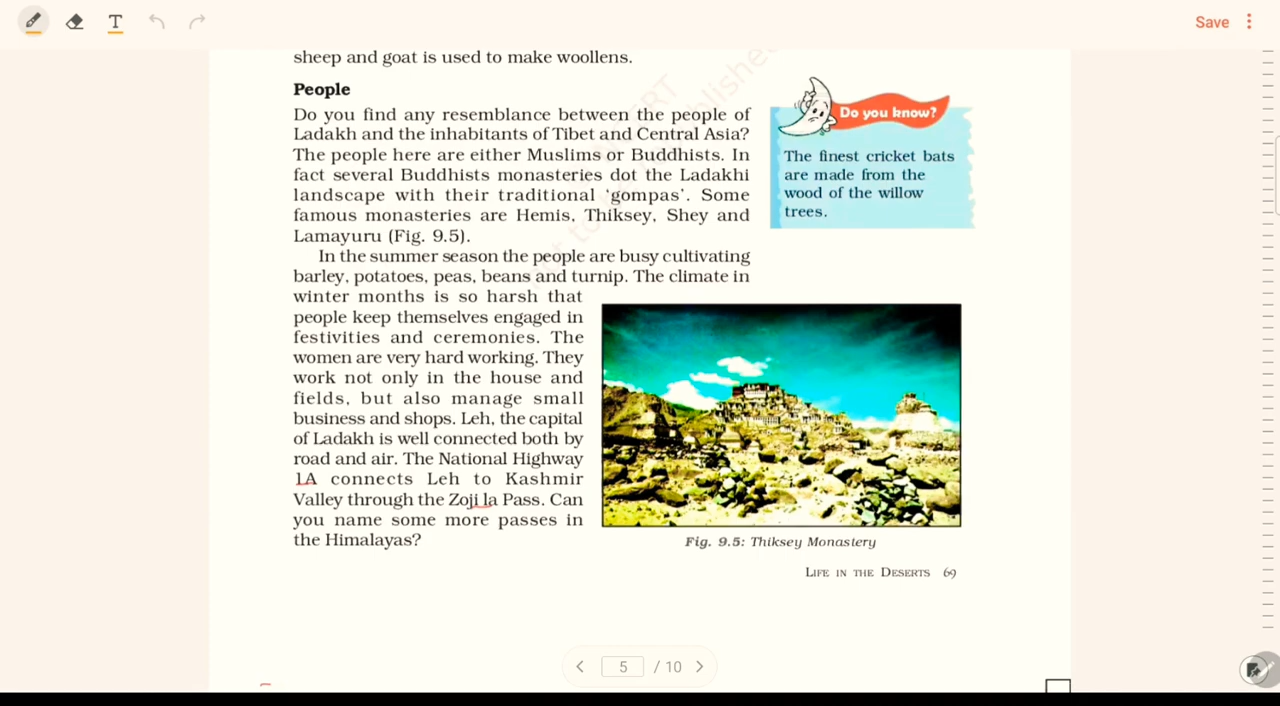 T
Save
sheep and goat is used to make woollens.
People
Do you find any resemblance between the people of
Ladakh and the inhabitants of Tibet and Central Asia?
The people here are either Muslims or Buddhists. In
fact several Buddhists monasteries dot the Ladakhi
landscape with their traditional ‘gompas’. Some
famous monasteries are Hemis, Thiksey, Shey and
Lamayuru (Fig. 9.5).
In the summer season the people are busy cultivating
barley, potatoes, peas, beans and turnip. The climate in
winter months is so harsh that
people keep themselves engaged in
festivities and ceremonies. The
women are very hard working. They
work not only in the house and
fields, but also manage small
business and shops. Leh, the capital
of Ladakh is well connected both by
road and air. The National Highway
1A connects Leh to Kashmir
Valley through the Zoji la Pass. Can
you name some more passes in
the Himalayas?
Do you know?
The finest cricket bats
are made from the
wood of the willow
trees.
Fig. 9.5: Thiksey Monastery
LIFE IN THE DESERTS 69
5 / 10